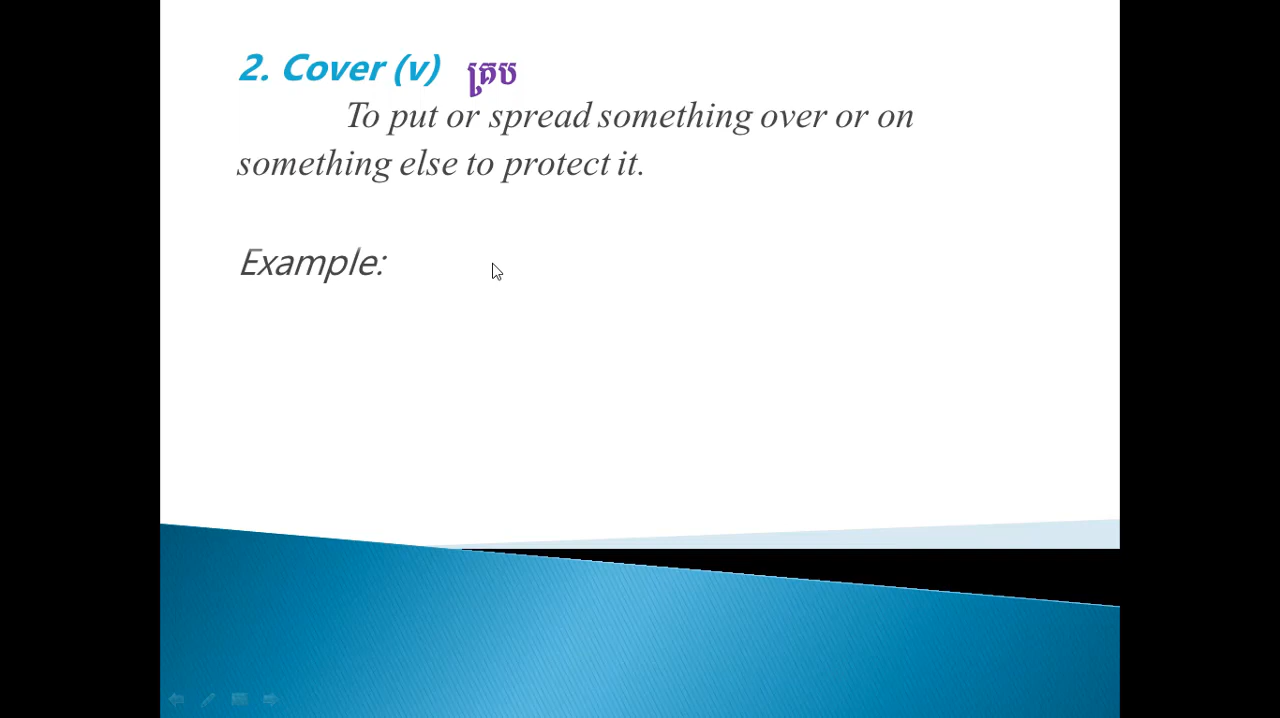 2. Cover (v) គ្រប
To put or spread something over or on
something else to protect it.
Example: